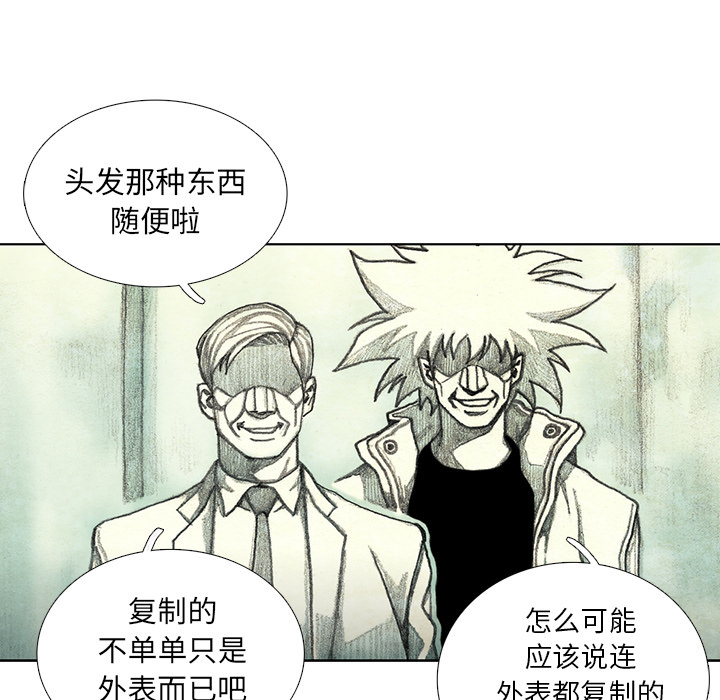 头发那种东西
随便啦
复制的
不单单只是
外表而已吧
怎么可能
应该说连
外表都复制的